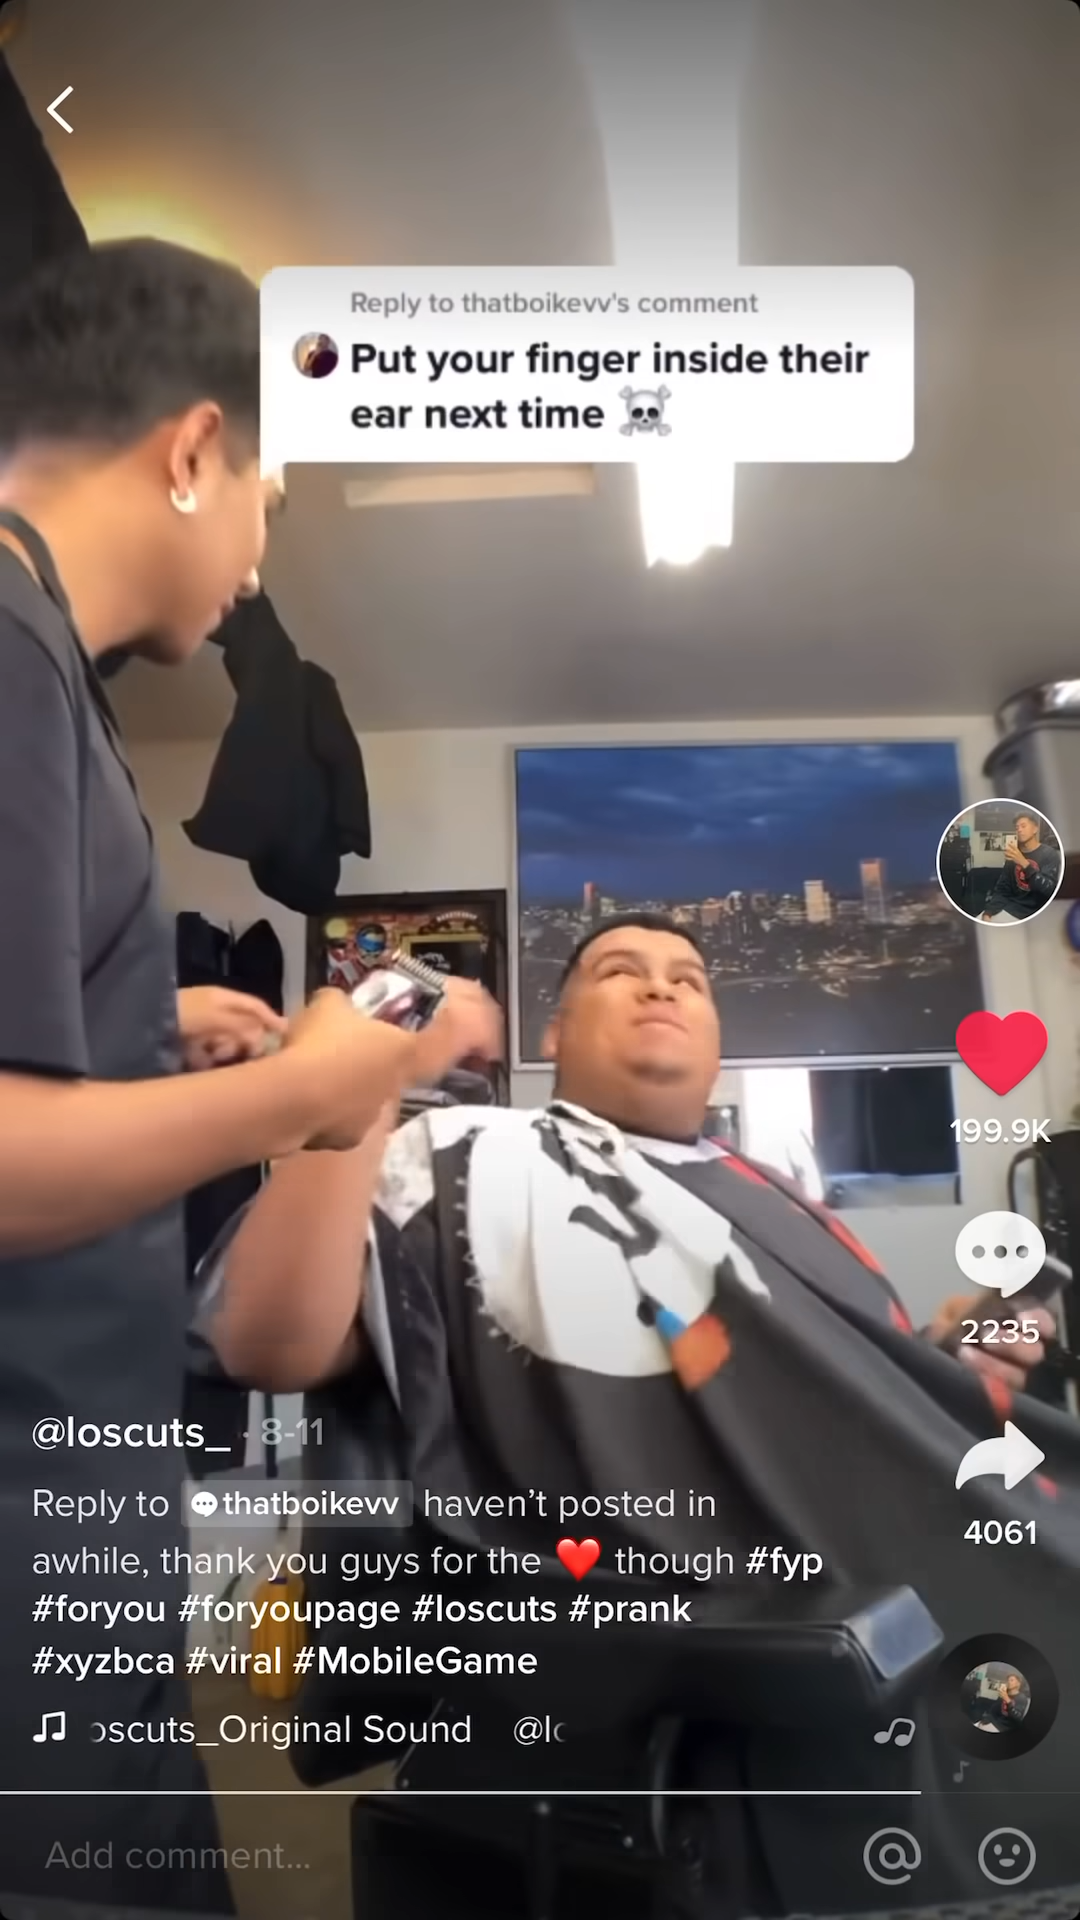 Reply to thatboikevv's comment
Put your finger inside their
ear next time ☠️
199.9K
2235
@loscuts_ · 8-11
Reply to thatboikevv haven't posted in
awhile, thank you guys for the ❤️ though #fyp
#foryou #foryoupage #loscuts #prank
#xyzbca #viral #MobileGame
4061
oscuts_Original Sound @lo
Add comment...